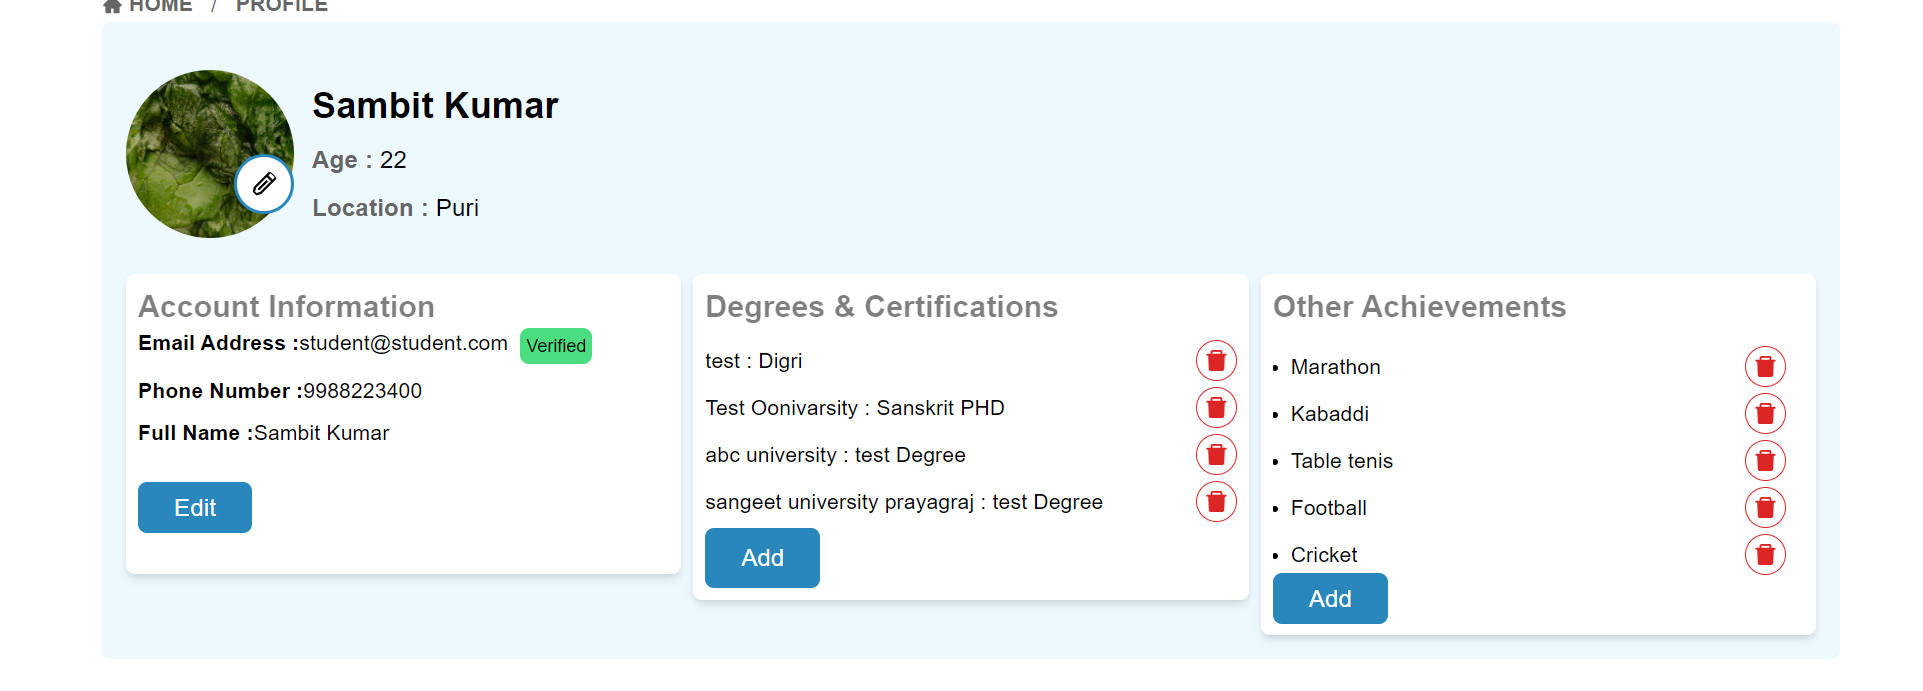 HOME / PROFILE
Sambit Kumar
Age : 22
Location : Puri
Account Information
Email Address :student@student.com Verified
Phone Number :9988223400
Full Name :Sambit Kumar
Edit
Degrees & Certifications
test : Digri
Test Oonivarsity : Sanskrit PHD
abc university : test Degree
sangeet university prayagraj : test Degree
Add
Other Achievements
• Marathon
• Kabaddi
• Table tenis
• Football
• Cricket
Add